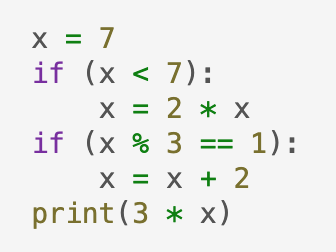 x = 7
if (x < 7):
    x = 2 * x
if (x % 3 == 1):
    x = x + 2
print(3 * x)